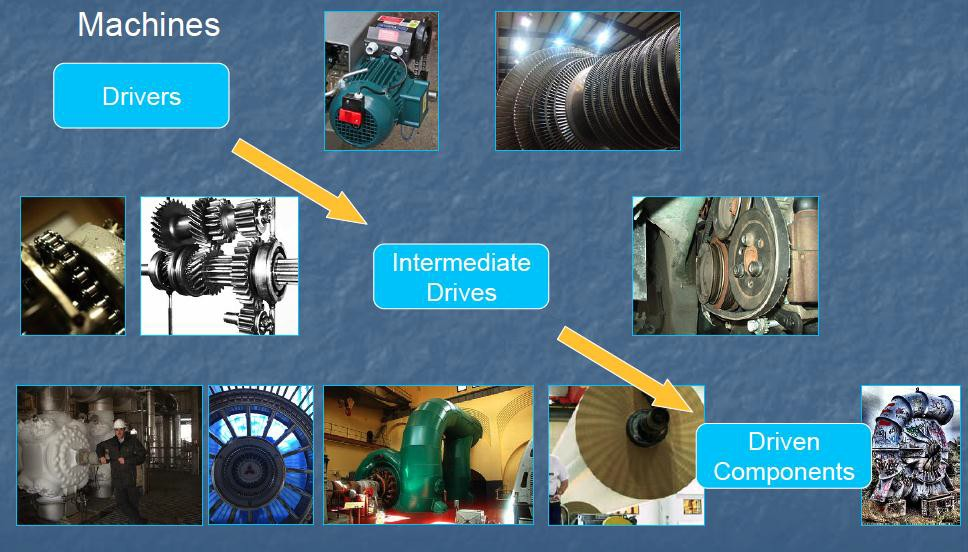 Machines
Drivers
Intermediate
Drives
Driven
Components